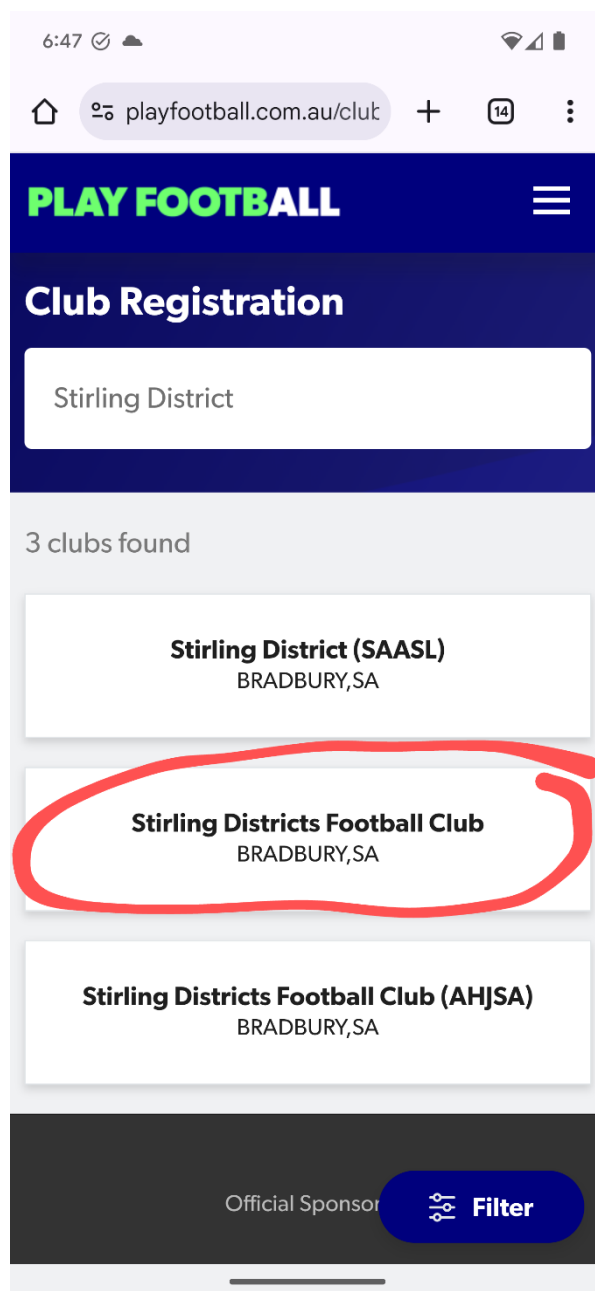 6:47
playfootball.com.au/club
14
PLAY FOOTBALL
Club Registration
Stirling District
3 clubs found
Stirling District (SAASL)
BRADBURY,SA
Stirling Districts Football Club
BRADBURY,SA
Stirling Districts Football Club (AHJSA)
BRADBURY,SA
Official Sponsor
Filter